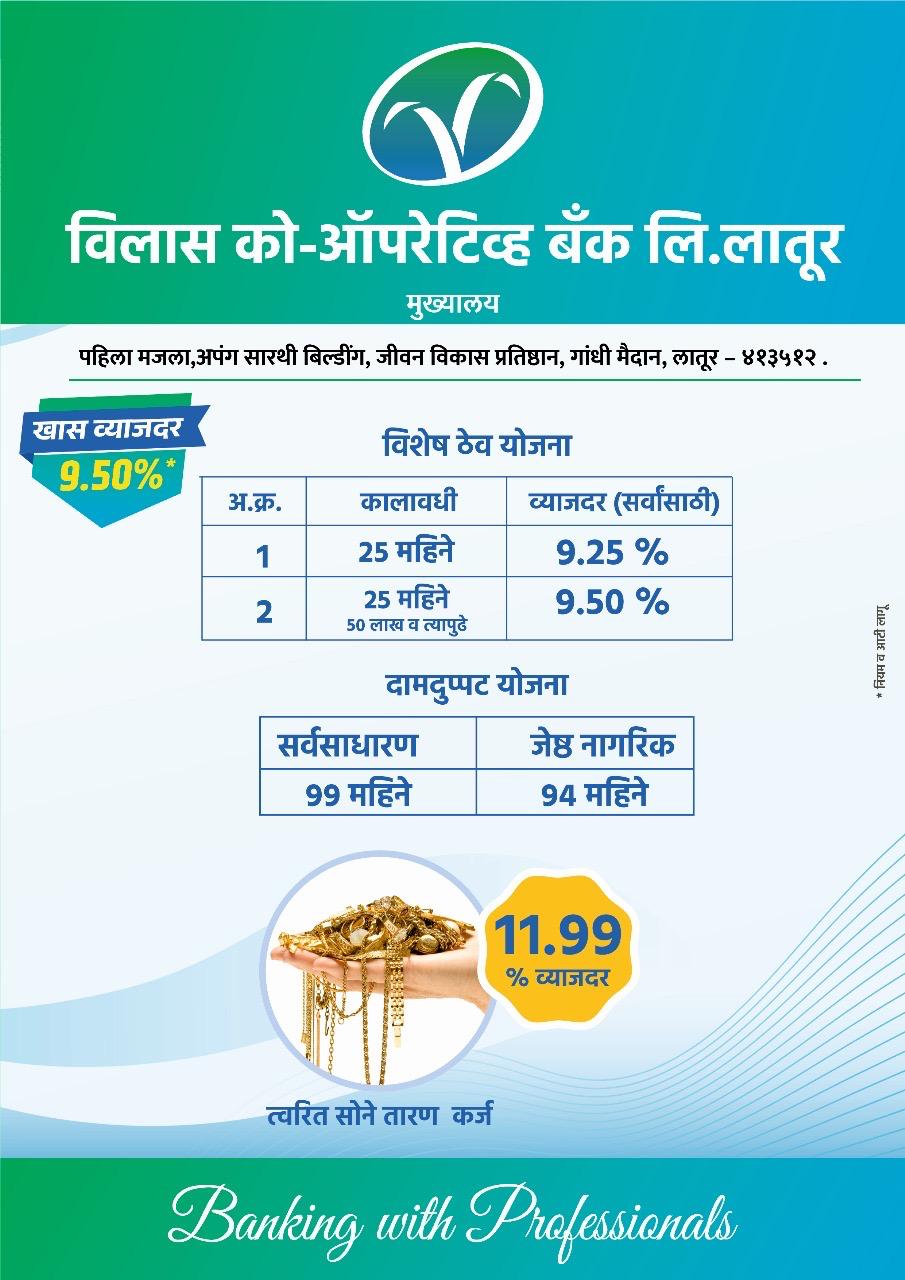 विलास को-ऑपरेटिव्ह बँक लि.लातूर
मुख्यालय
पहिला मजला,अपंग सारथी बिल्डींग, जीवन विकास प्रतिष्ठान, गांधी मैदान, लातूर – ४१३५१२ .
खास व्याजदर
9.50%*
विशेष ठेव योजना
अ.क्र. कालावधी व्याजदर (सर्वांसाठी)
1 25 महिने 9.25 %
2 25 महिने 9.50 %
50 लाख व त्यापुढे
* नियम व आटी लागू
दामदुप्पट योजना
सर्वसाधारण जेष्ठ नागरिक
99 महिने 94 महिने
11.99
% व्याजदर
त्वरित सोने तारण कर्ज
Banking with Professionals